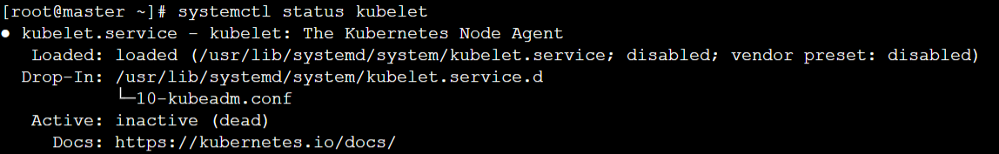 [root@master ~]# systemctl status kubelet
● kubelet.service - kubelet: The Kubernetes Node Agent
   Loaded: loaded (/usr/lib/systemd/system/kubelet.service; disabled; vendor preset: disabled)
  Drop-In: /usr/lib/systemd/system/kubelet.service.d
           └─10-kubeadm.conf
   Active: inactive (dead)
     Docs: https://kubernetes.io/docs/